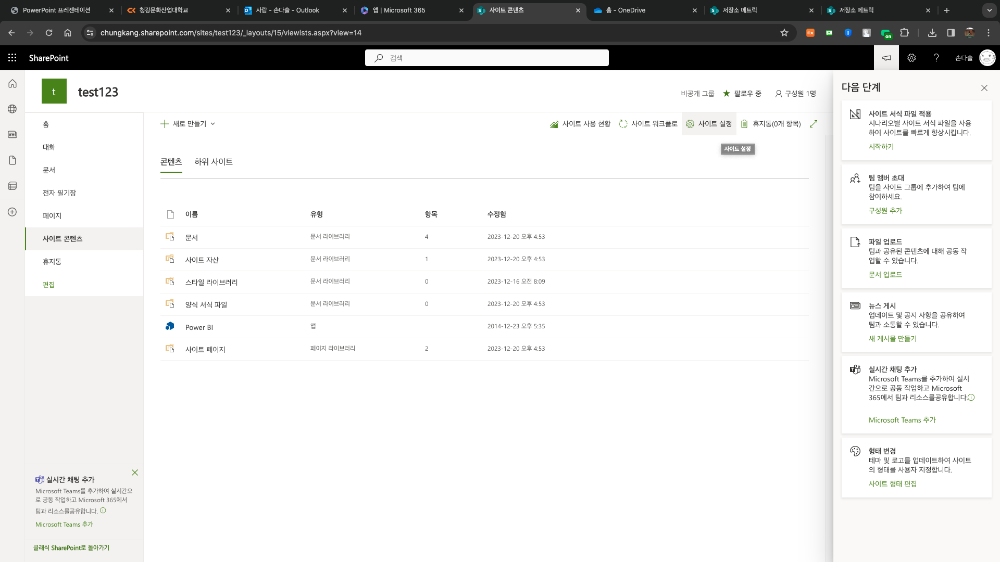 PowerPoint 프레젠테이션
청강문화산업대학교
사람 - 손다슬 - Outlook
앱 | Microsoft 365
사이트 콘텐츠
홈 - OneDrive
저장소 메트릭
저장소 메트릭
chungkang.sharepoint.com/sites/test123/_layouts/15/viewlsts.aspx?view=14
on
SharePoint
검색
손다슬
t
test123
비공개 그룹
팔로우 중
구성원 1명
홈
대화
문서
전자 필기장
페이지
사이트 콘텐츠
휴지통
편집
새로 만들기
사이트 사용 현황
사이트 워크플로
사이트 설정
휴지통(0개 항목)
사이트 설정
콘텐츠
하위 사이트
이름 유형 항목 수정함
문서 문서 라이브러리 4 2023-12-20 오후 4:53
사이트 자산 문서 라이브러리 1 2023-12-20 오후 4:53
스타일 라이브러리 문서 라이브러리 0 2023-12-16 오전 8:09
양식 서식 파일 문서 라이브러리 0 2023-12-20 오후 4:53
Power BI 앱 2014-12-23 오후 5:35
사이트 페이지 페이지 라이브러리 2 2023-12-20 오후 4:53
실시간 채팅 추가
Microsoft Teams를 추가하여 실시간으
로 공동 작업하고 Microsoft 365에서
팀과 리소스를공유합니다.
Microsoft Teams 추가
클래식 SharePoint로 돌아가기
다음 단계
사이트 서식 파일 적용
시나리오별 사이트 서식 파일을 사용
하여 사이트를 빠르게 향상시킵니다.
시작하기
팀 멤버 초대
팀을 사이트 그룹에 추가하여 팀에
참여하세요.
구성원 추가
파일 업로드
팀과 공유된 콘텐츠에 대해 공동 작
업할 수 있습니다.
문서 업로드
뉴스 게시
업데이트 및 공지 사항을 공유하여
팀과 소통할 수 있습니다.
새 게시물 만들기
실시간 채팅 추가
Microsoft Teams를 추가하여 실시
간으로 공동 작업하고 Microsoft
365에서 팀과 리소스를공유합니다.
Microsoft Teams 추가
형태 변경
테마 및 로고를 업데이트하여 사이트
의 형태를 사용자 지정합니다.
사이트 형태 편집